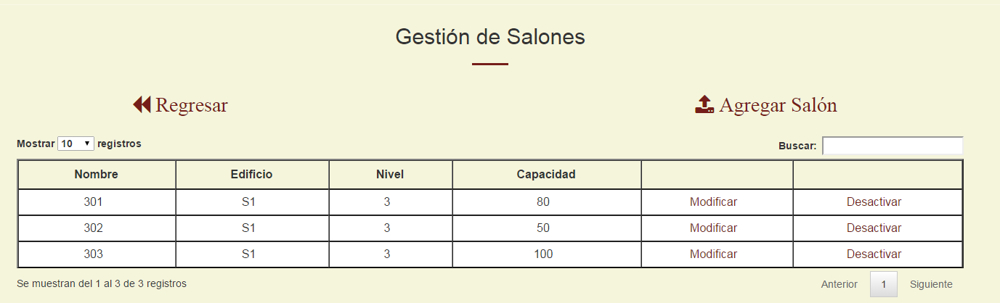 Gestión de Salones
Regresar Agregar Salón
Mostrar 10 registros Buscar:
Nombre Edificio Nivel Capacidad
301 S1 3 80 Modificar Desactivar
302 S1 3 50 Modificar Desactivar
303 S1 3 100 Modificar Desactivar
Se muestran del 1 al 3 de 3 registros Anterior 1 Siguiente